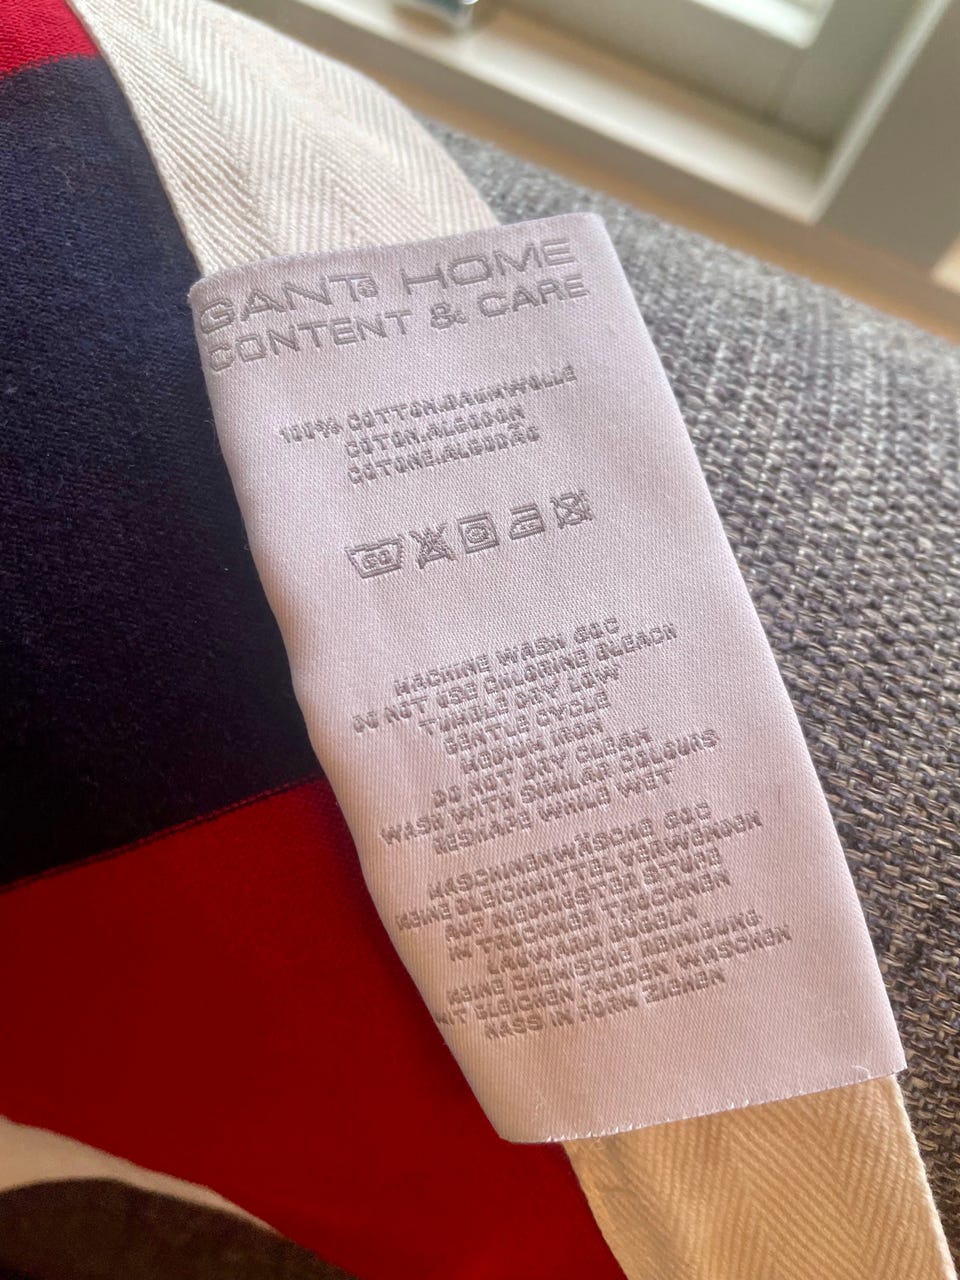 GANT® HOME
CONTENT & CARE
100% COTTON.BAUMWOLLE
COTON.ALGODON
COTONE.ALGODÃO
60
MACHINE WASH 60C
DO NOT USE CHLORINE BLEACH
TUMBLE DRY LOW
GENTLE CYCLE
MEDIUM IRON
DO NOT DRY CLEAN
WASH WITH SIMILAR COLOURS
RESHAPE WHILE WET
MASCHINENWÄSCHE 60C
KEINE BLEICHMITTEL VERWENDEN
AUF NIEDRIGSTER STUFE
IM TROCKNER TROCKNEN
LAUWARM BUGELN
KEINE CHEMISCHE REINIGUNG
MIT GLEICHEN FARBEN WASCHEN
NASS IN FORM ZIEHEN